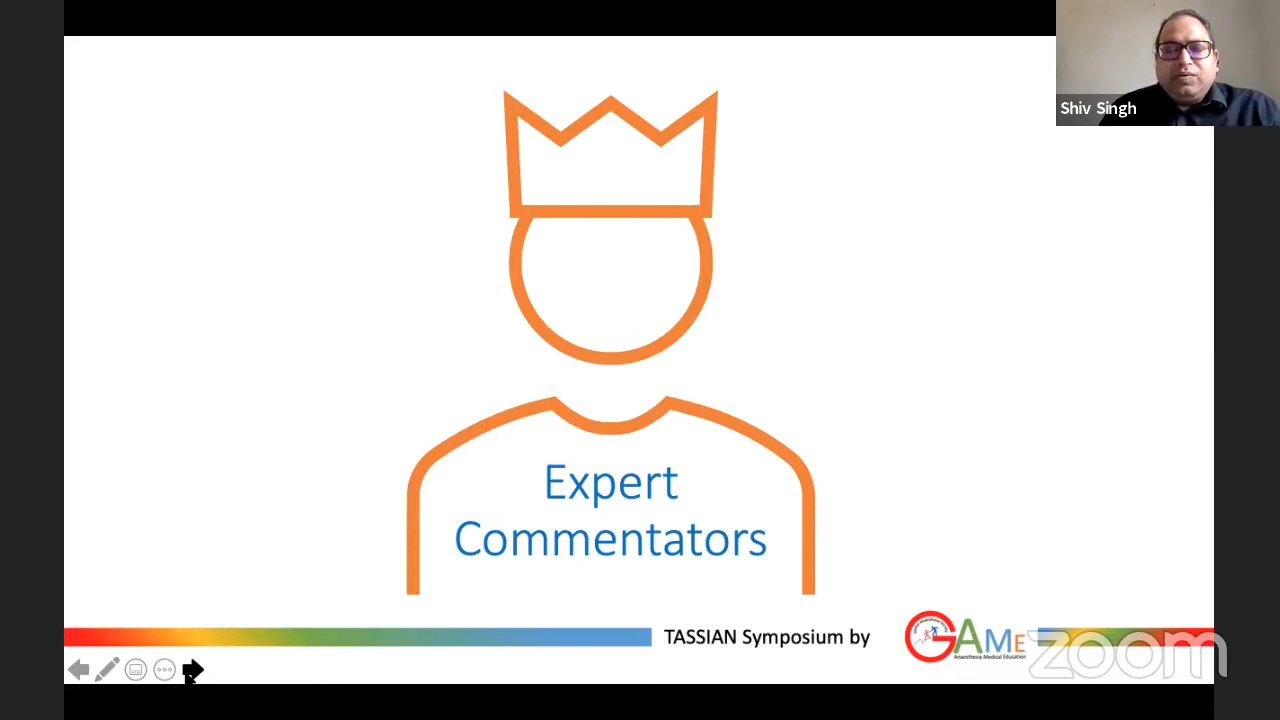 Shiv Singh
Expert
Commentators
TASSIAN Symposium by
GAMe
Anaesthesia Medical Education
zoom